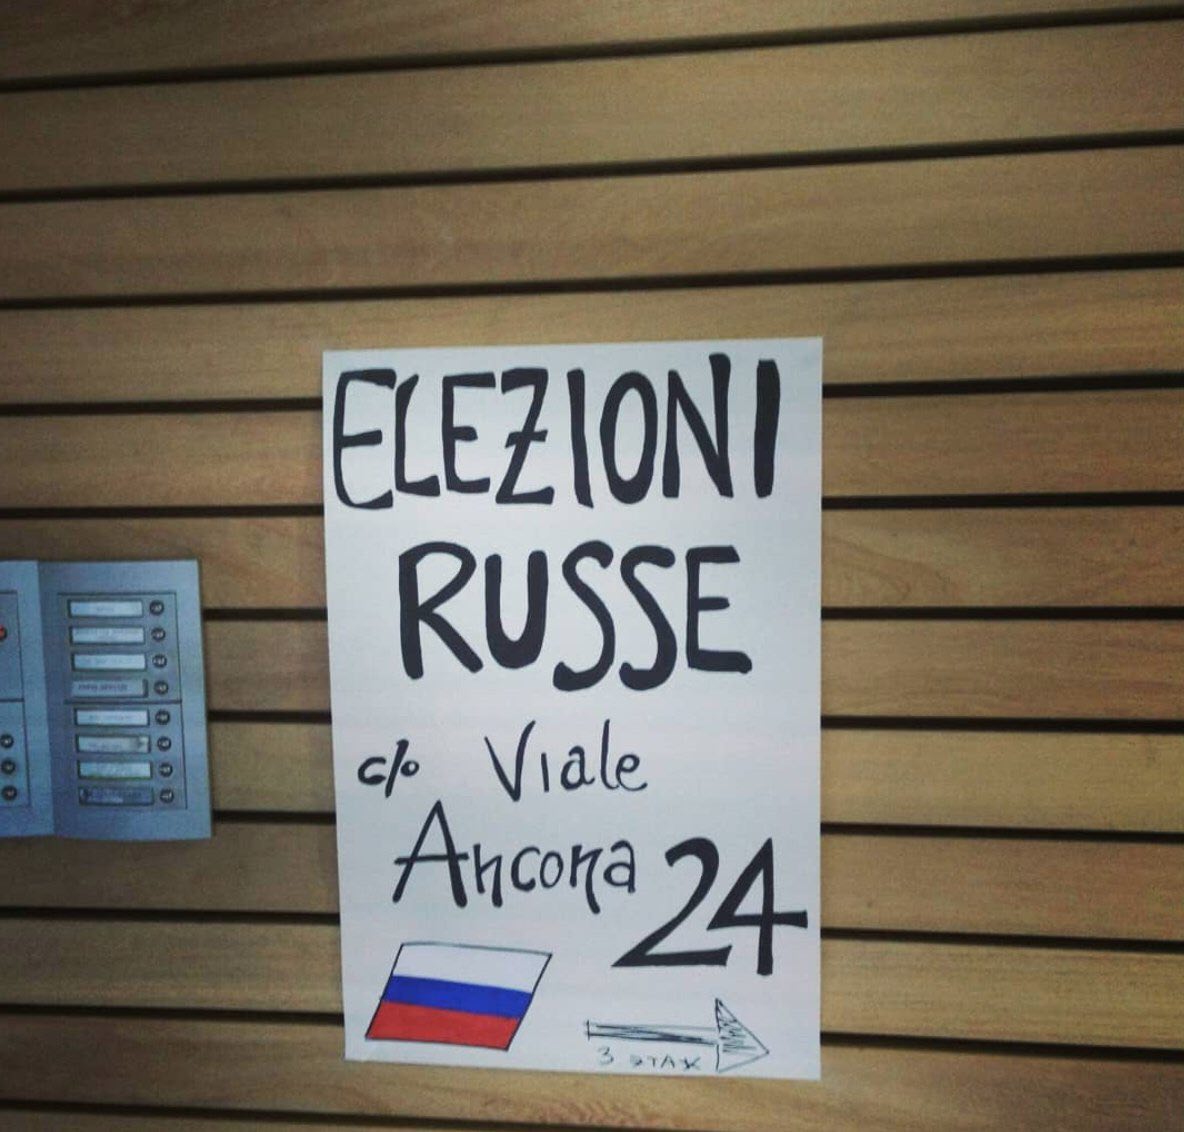 ELEZIONI
RUSSE
c/o Viale
Ancona 24
3 ЭТАЖ